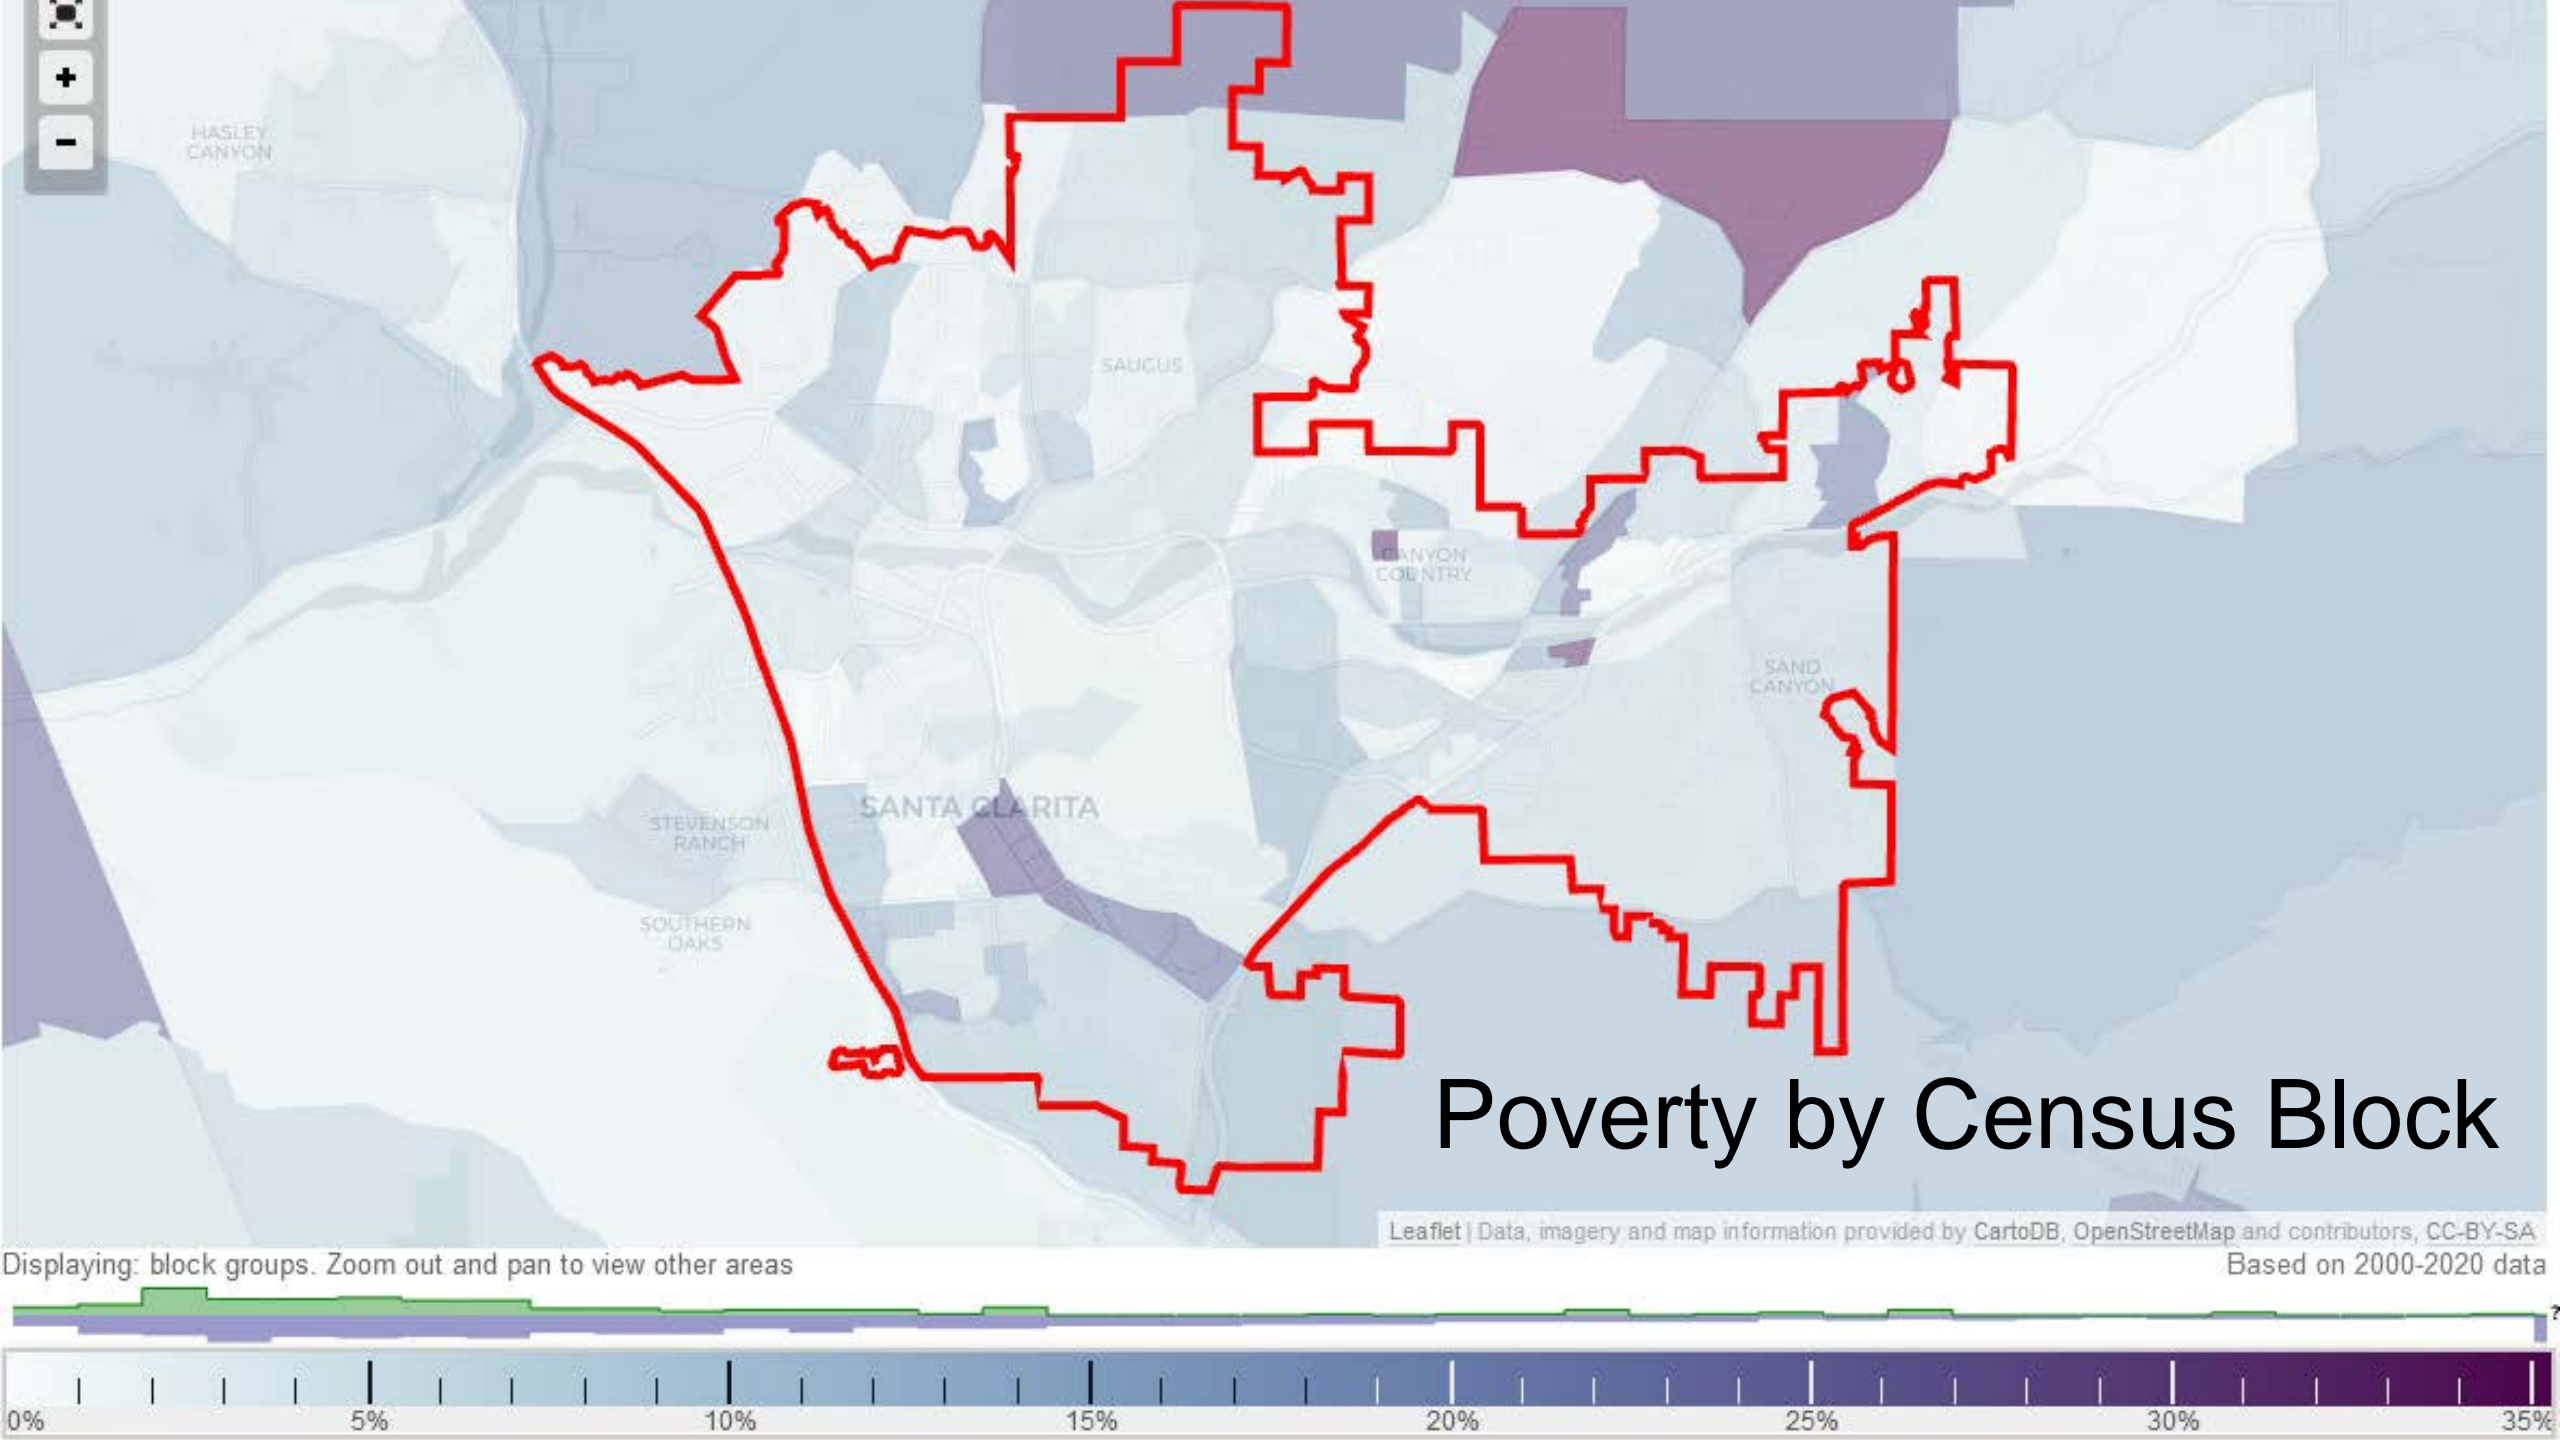 +
-
HASLEY
CANYON
SAUGUS
CANYON
COUNTRY
SAND
CANYON
SANTA CLARITA
STEVENSON
RANCH
SOUTHERN
OAKS
Poverty by Census Block
Leaflet | Data, imagery and map information provided by CartoDB, OpenStreetMap and contributors, CC-BY-SA
Displaying: block groups. Zoom out and pan to view other areas
Based on 2000-2020 data
?
0% 5% 10% 15% 20% 25% 30% 35%